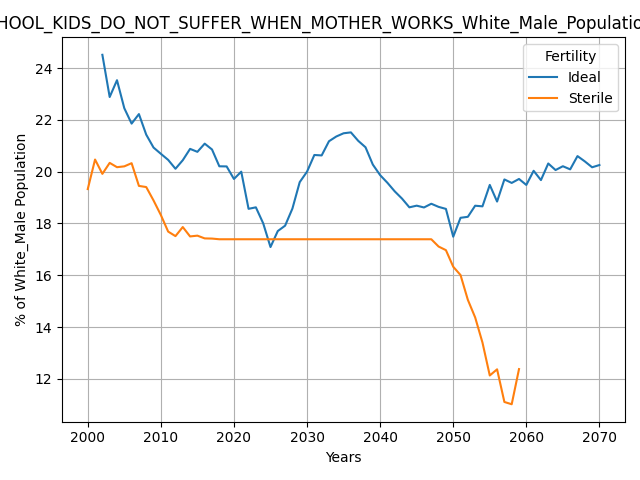 HOOL_KIDS_DO_NOT_SUFFER_WHEN_MOTHER_WORKS_White_Male_Populatio
Fertility
Ideal
Sterile
% of White_Male Population
24
22
20
18
16
14
12
2000 2010 2020 2030 2040 2050 2060 2070
Years